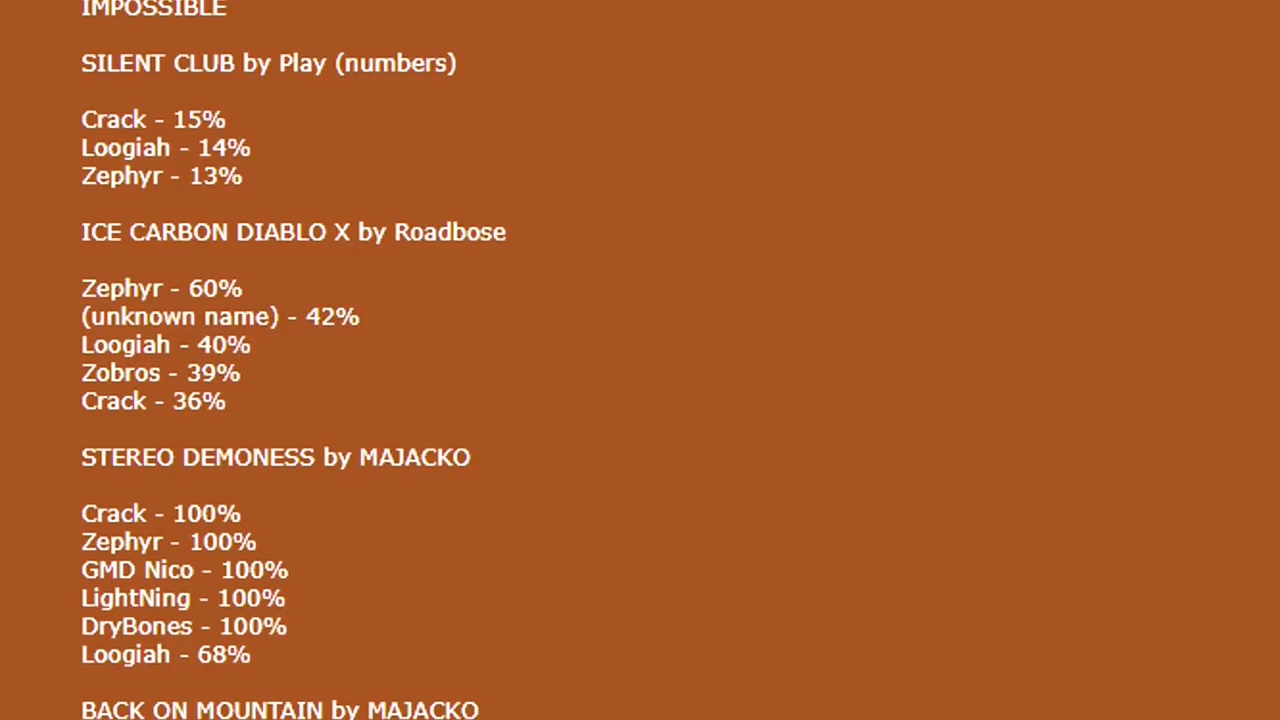 IMPOSSIBLE
SILENT CLUB by Play (numbers)
Crack - 15%
Loogiah - 14%
Zephyr - 13%
ICE CARBON DIABLO X by Roadbose
Zephyr - 60%
(unknown name) - 42%
Loogiah - 40%
Zobros - 39%
Crack - 36%
STEREO DEMONESS by MAJACKO
Crack - 100%
Zephyr - 100%
GMD Nico - 100%
LightNing - 100%
DryBones - 100%
Loogiah - 68%
BACK ON MOUNTAIN by MAJACKO